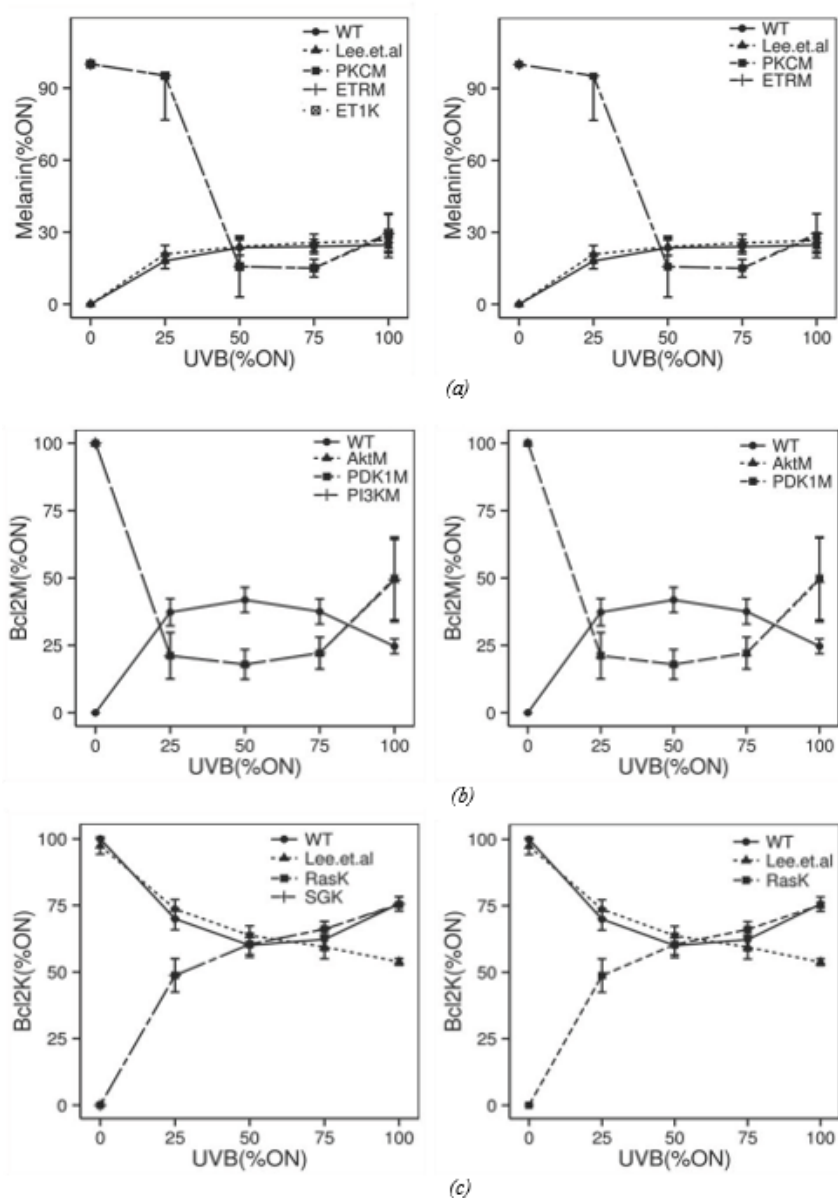 WT
Lee.et.al
PKCM
ETRM
ET1K
Melanin(%ON)
90
60
30
0
0 25 50 75 100
UVB(%ON)
WT
Lee.et.al
PKCM
ETRM
Melanin(%ON)
90
60
30
0
0 25 50 75 100
UVB(%ON)
(a)
WT
AktM
PDK1M
PI3KM
Bcl2M(%ON)
100
75
50
25
0
0 25 50 75 100
UVB(%ON)
WT
AktM
PDK1M
Bcl2M(%ON)
100
75
50
25
0
0 25 50 75 100
UVB(%ON)
(b)
WT
Lee.et.al
RasK
SGK
Bcl2K(%ON)
100
75
50
25
0
0 25 50 75 100
UVB(%ON)
WT
Lee.et.al
RasK
Bcl2K(%ON)
100
75
50
25
0
0 25 50 75 100
UVB(%ON)
(c)